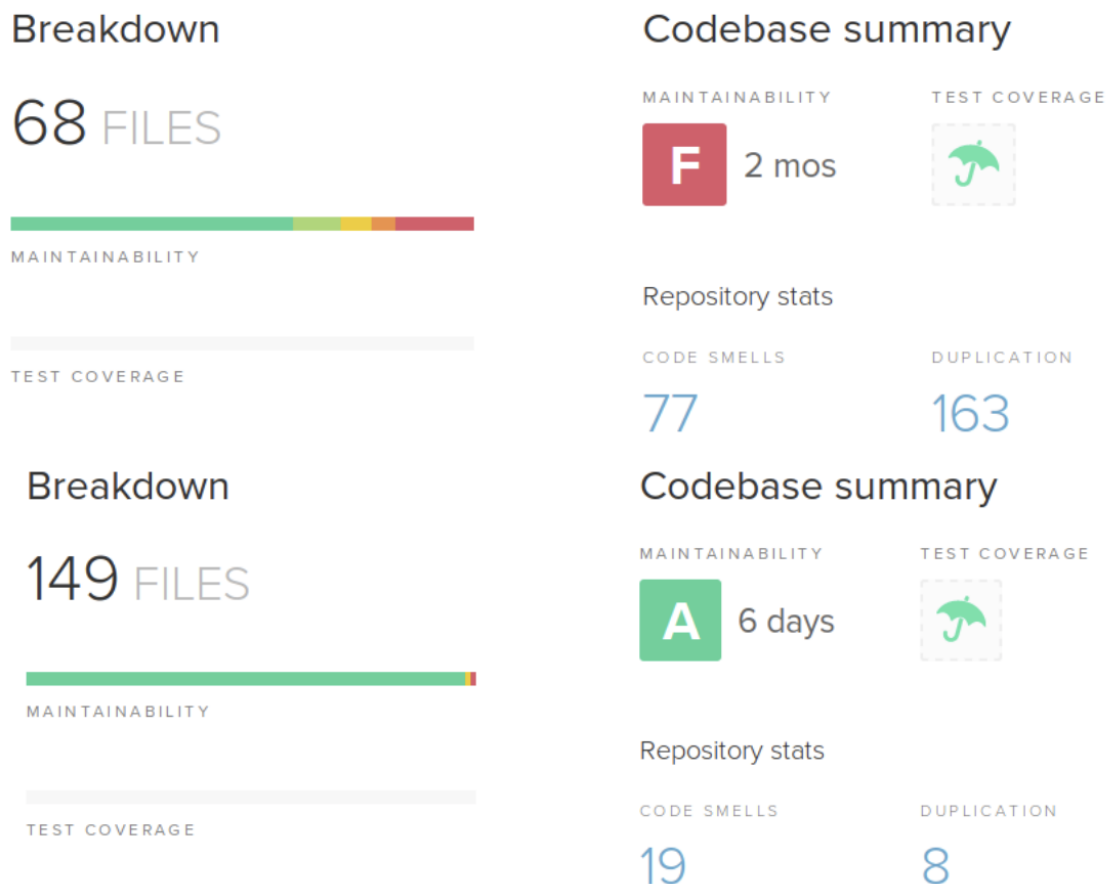 Breakdown
68 FILES
MAINTAINABILITY
TEST COVERAGE
Codebase summary
MAINTAINABILITY TEST COVERAGE
F 2 mos
Repository stats
CODE SMELLS DUPLICATION
77 163
Breakdown
149 FILES
MAINTAINABILITY
TEST COVERAGE
Codebase summary
MAINTAINABILITY TEST COVERAGE
A 6 days
Repository stats
CODE SMELLS DUPLICATION
19 8